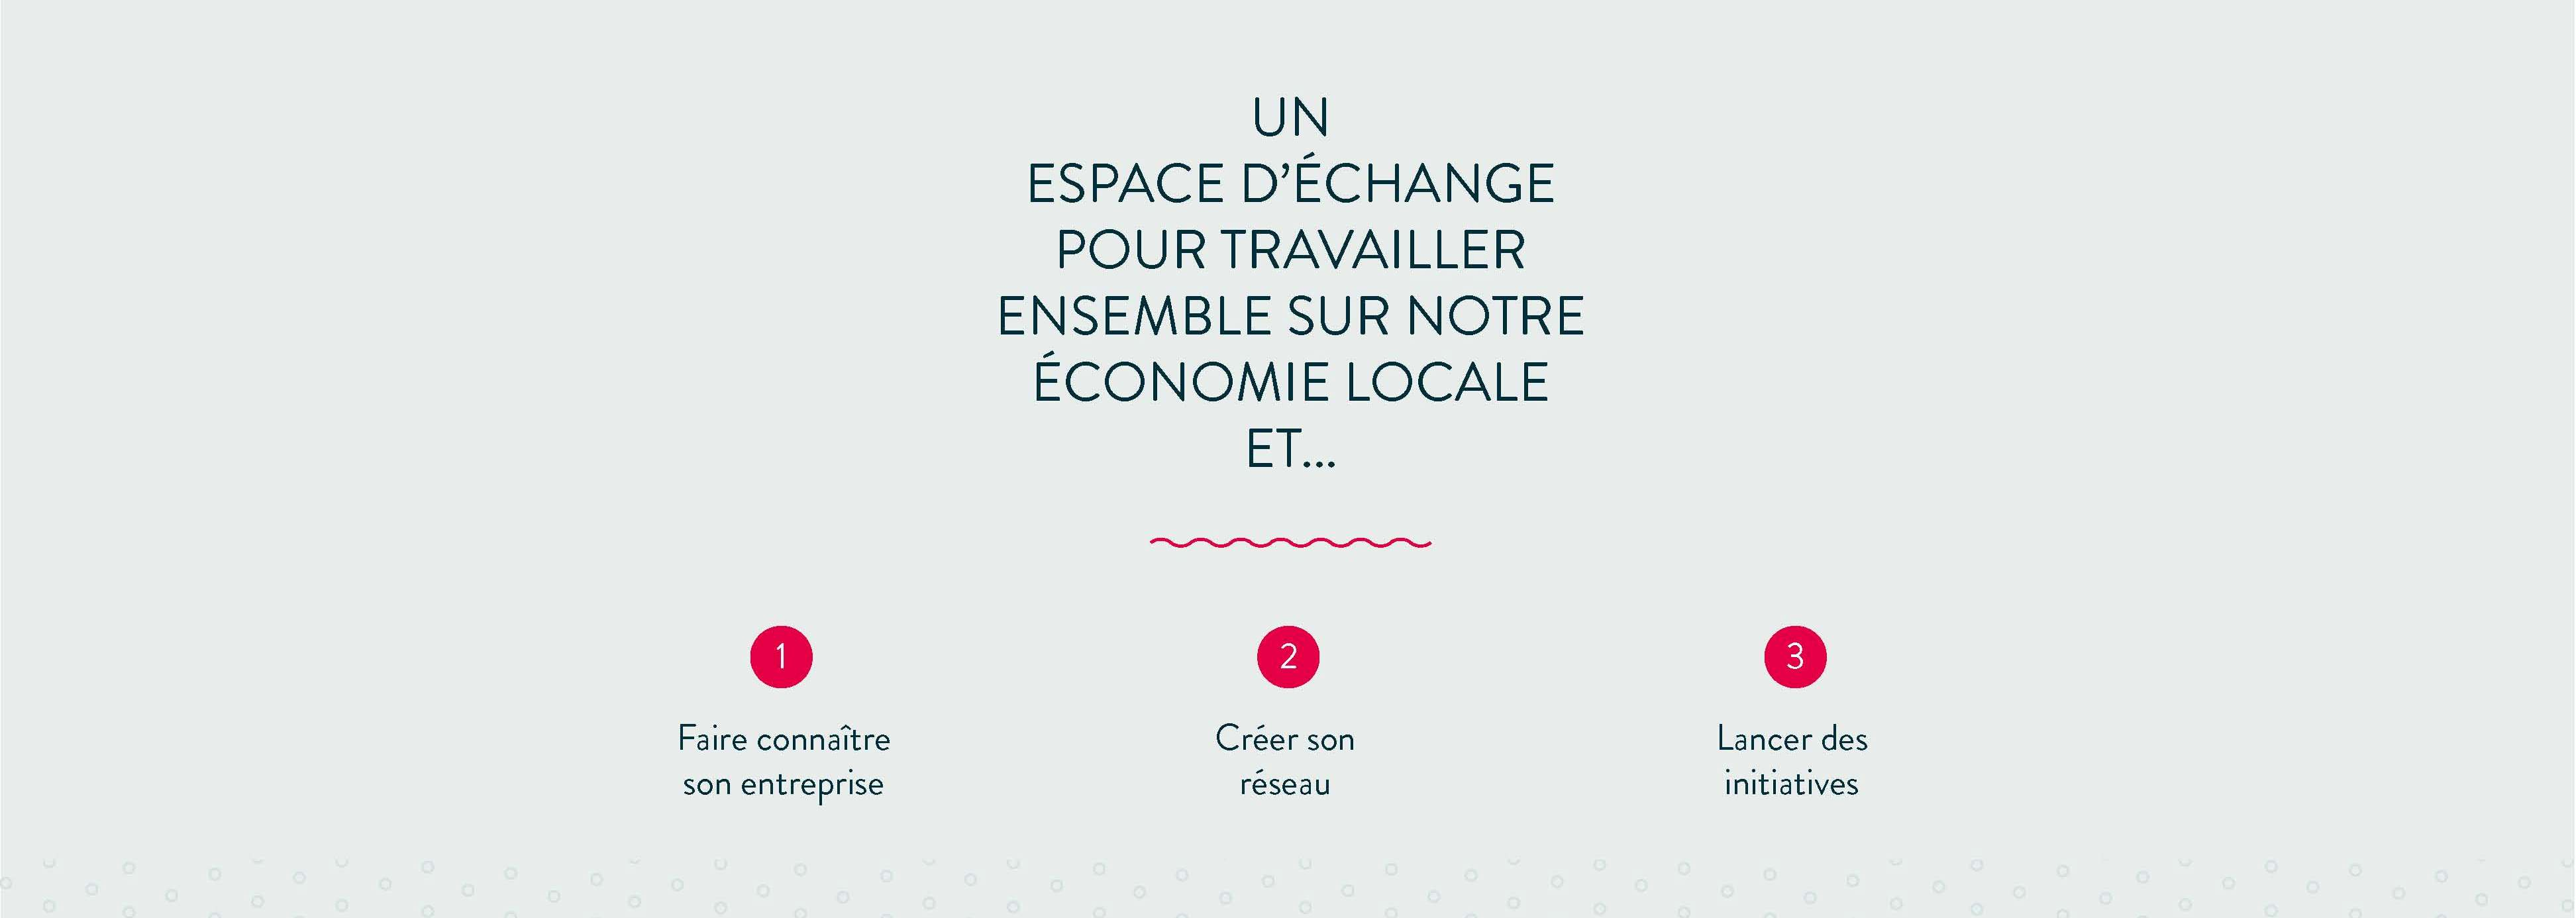 UN
ESPACE D’ÉCHANGE
POUR TRAVAILLER
ENSEMBLE SUR NOTRE
ÉCONOMIE LOCALE
ET...
1
Faire connaître
son entreprise
2
Créer son
réseau
3
Lancer des
initiatives